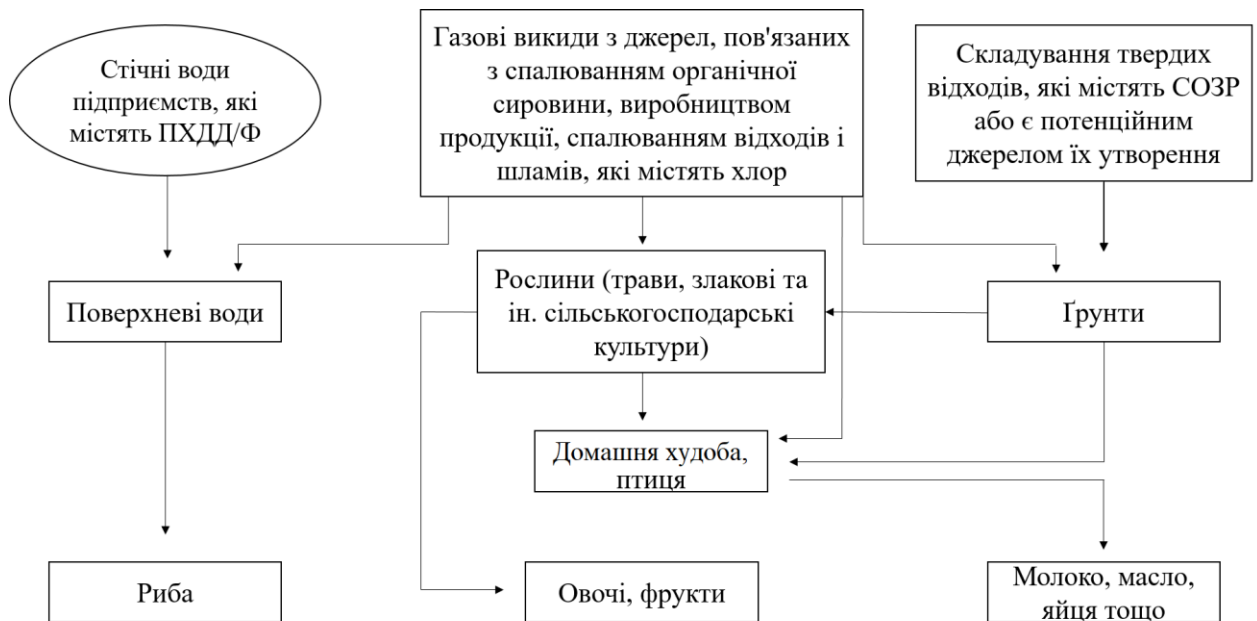 Стічні води
підприємств, які
містять ПХДД/Ф
Газові викиди з джерел, пов'язаних
з спалюванням органічної
сировини, виробництвом
продукції, спалюванням відходів і
шламів, які містять хлор
Складування твердих
відходів, які містять СОЗР
або є потенційним
джерелом їх утворення
Поверхневі води
Рослини (трави, злакові та
ін. сільськогосподарські
культури)
Ґрунти
Домашня худоба,
птиця
Риба
Овочі, фрукти
Молоко, масло,
яйця тощо